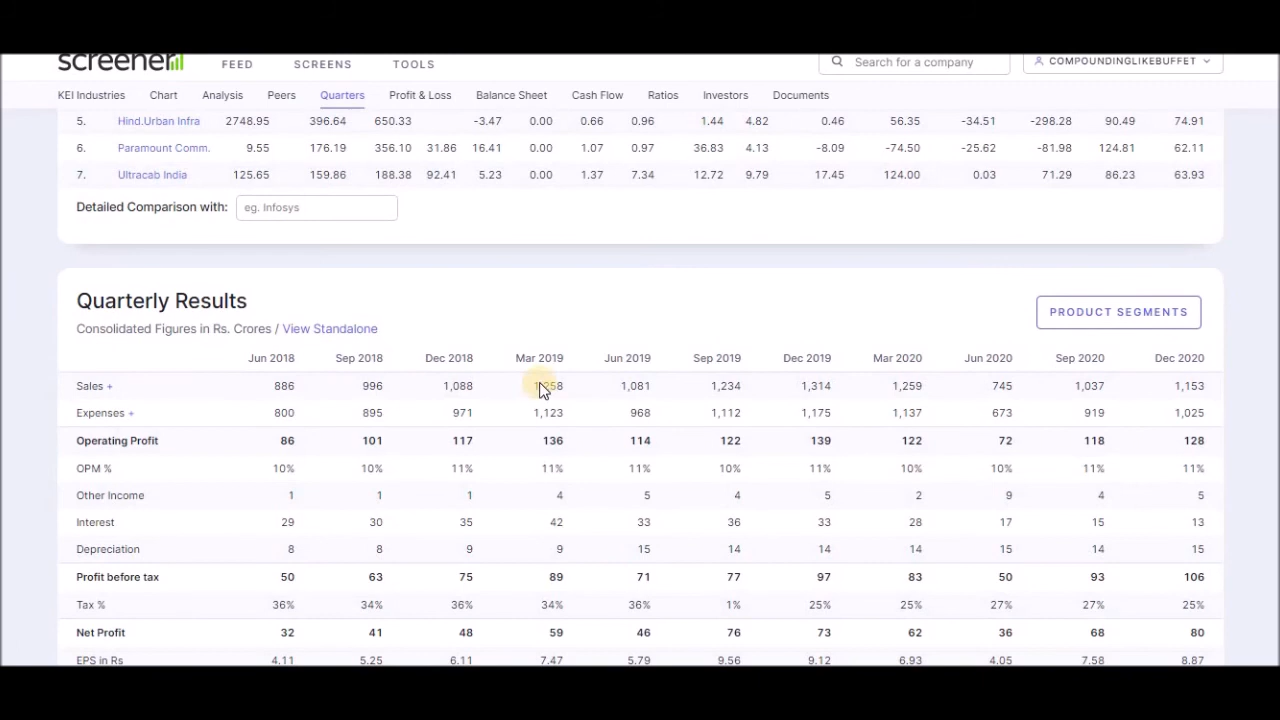 screener FEED SCREENS TOOLS Search for a company COMPOUNDINGLIKEBUFFET
KEI Industries Chart Analysis Peers Quarters Profit & Loss Balance Sheet Cash Flow Ratios Investors Documents
5. Hind.Urban Infra 2748.95 396.64 650.33 -3.47 0.00 0.66 0.96 1.44 4.82 0.46 56.35 -34.51 -298.28 90.49 74.91
6. Paramount Comm. 9.55 176.19 356.10 31.86 16.41 0.00 1.07 0.97 36.83 4.13 -8.09 -74.50 -25.62 -81.98 124.81 62.11
7. Ultracab India 125.65 159.86 188.38 92.41 5.23 0.00 1.37 7.34 12.72 9.79 17.45 124.00 0.03 71.29 86.23 63.93
Detailed Comparison with: eg. Infosys
Quarterly Results
PRODUCT SEGMENTS
Consolidated Figures in Rs. Crores / View Standalone
Jun 2018 Sep 2018 Dec 2018 Mar 2019 Jun 2019 Sep 2019 Dec 2019 Mar 2020 Jun 2020 Sep 2020 Dec 2020
Sales + 886 996 1,088 1,258 1,081 1,234 1,314 1,259 745 1,037 1,153
Expenses + 800 895 971 1,123 968 1,112 1,175 1,137 673 919 1,025
Operating Profit 86 101 117 136 114 122 139 122 72 118 128
OPM % 10% 10% 11% 11% 11% 10% 11% 10% 10% 11% 11%
Other Income 1 1 1 4 5 4 5 2 9 4 5
Interest 29 30 35 42 33 36 33 28 17 15 13
Depreciation 8 8 9 9 15 14 14 14 15 14 15
Profit before tax 50 63 75 89 71 77 97 83 50 93 106
Tax % 36% 34% 36% 34% 36% 1% 25% 25% 27% 27% 25%
Net Profit 32 41 48 59 46 76 73 62 36 68 80
EPS in Rs 4.11 5.25 6.11 7.47 5.79 9.56 9.12 6.93 4.05 7.58 8.87